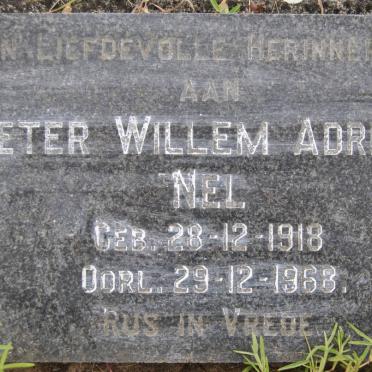 N LIEFDEVOLLE HERINNE
AAN
ETER WILLEM ADR
NEL
GEB. 28-12-1918
OORL. 29-12-1968.
RUS IN VREDE